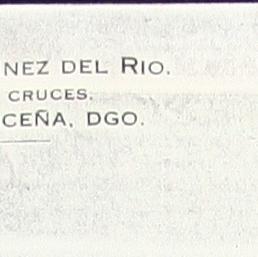 NEZ DEL RIO.
CRUCES.
CEÑA, DGO.